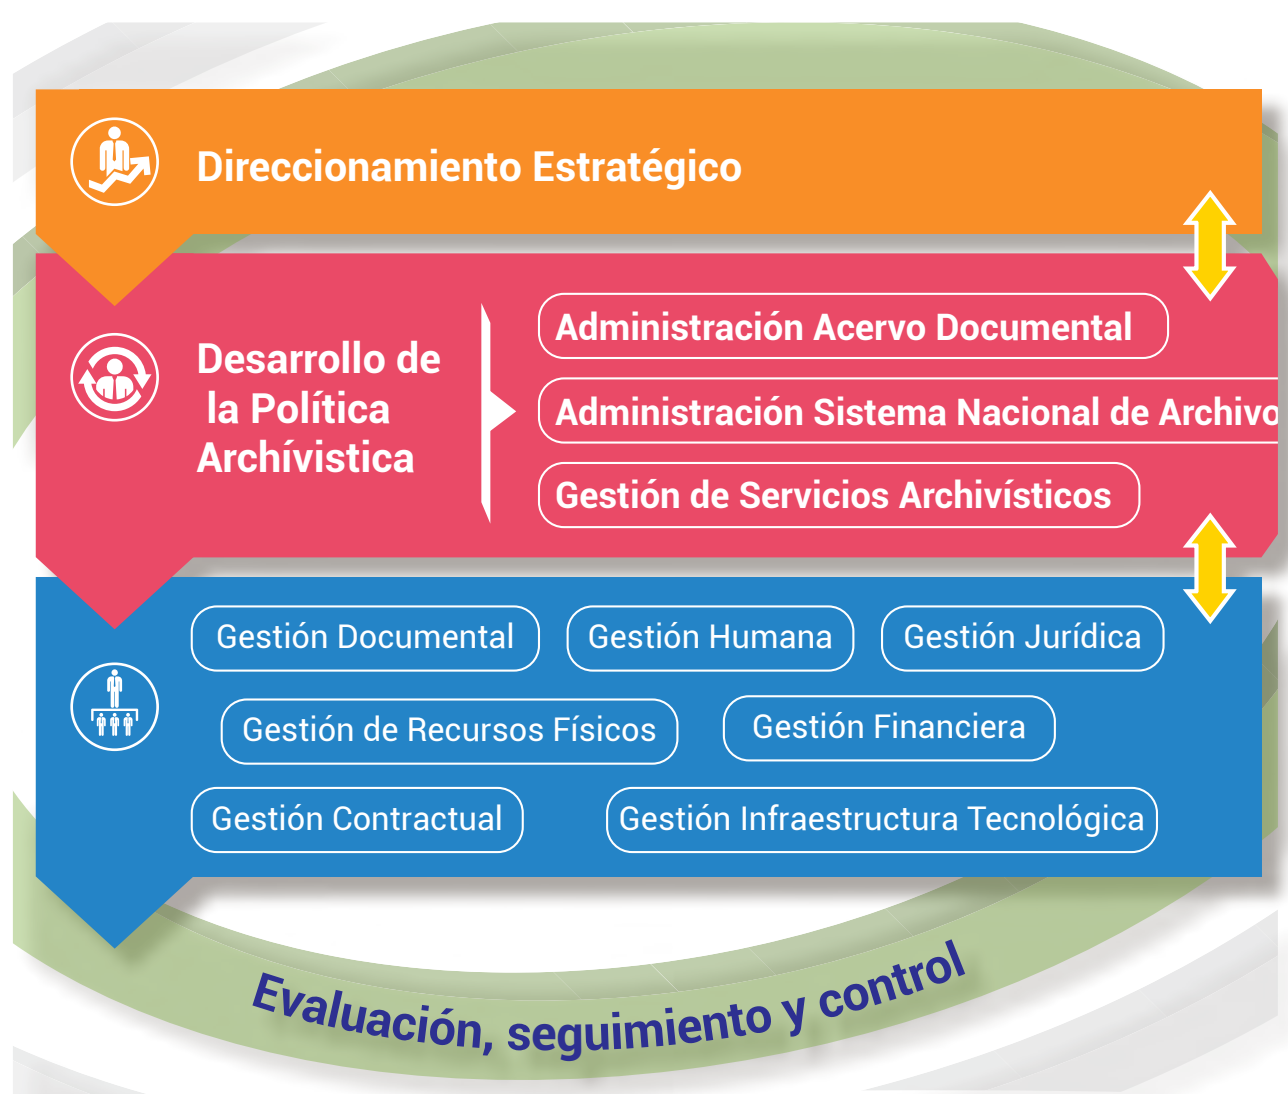 Direccionamiento Estratégico
Desarrollo de
la Política
Archívistica
Administración Acervo Documental
Administración Sistema Nacional de Archivo
Gestión de Servicios Archivísticos
Gestión Documental
Gestión Humana
Gestión Jurídica
Gestión de Recursos Físicos
Gestión Financiera
Gestión Contractual
Gestión Infraestructura Tecnológica
Evaluación, seguimiento y control